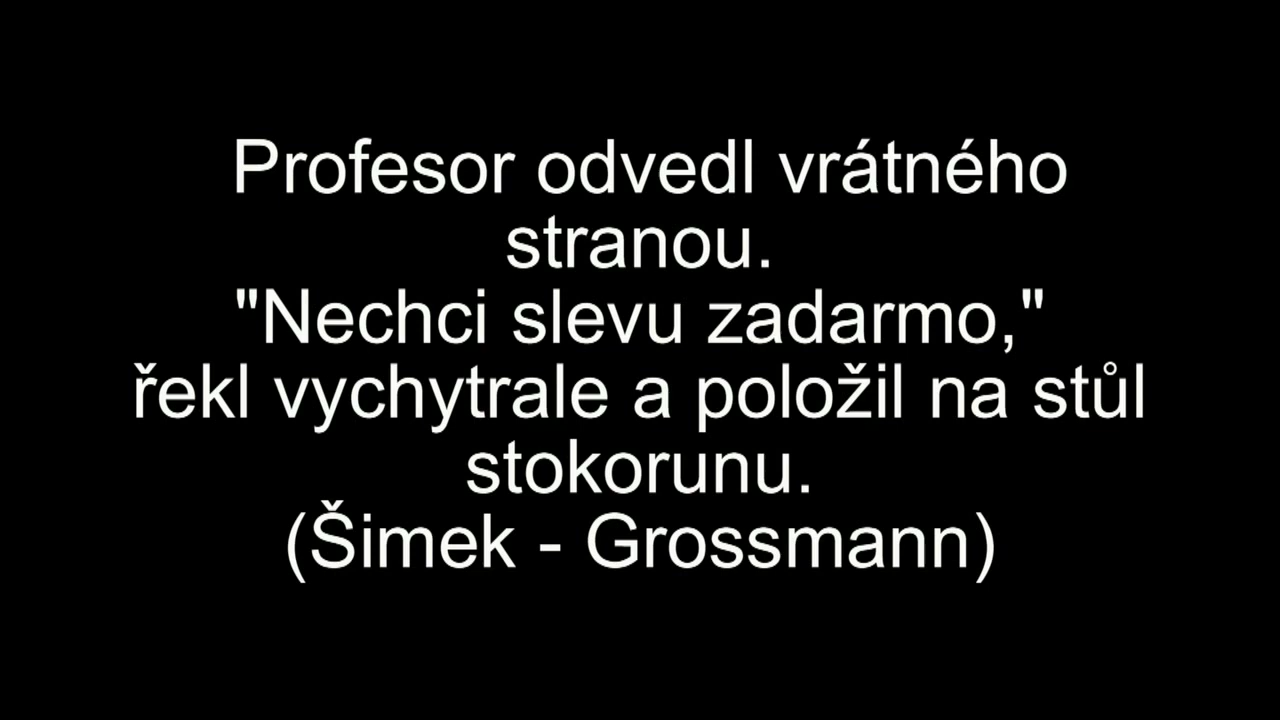 Profesor odvedl vrátného
stranou.
"Nechci slevu zadarmo,"
řekl vychytrale a položil na stůl
stokorunu.
(Šimek - Grossmann)